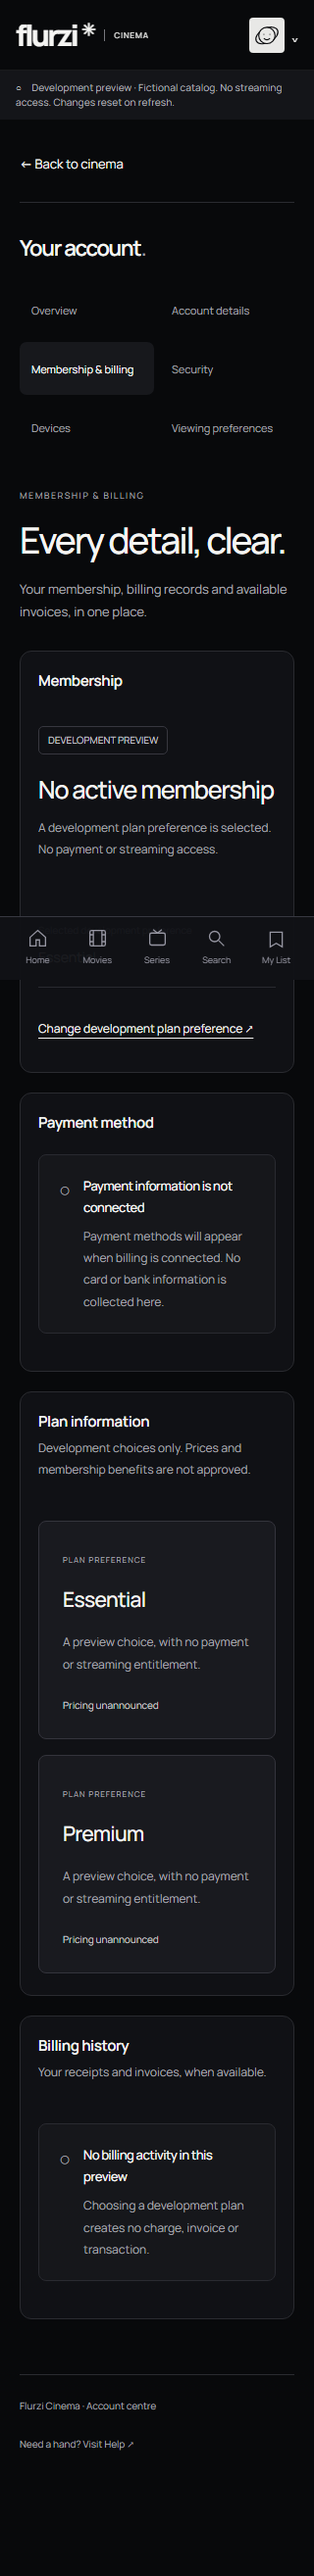 flurzi* | CINEMA
Development preview · Fictional catalog. No streaming
access. Changes reset on refresh.
← Back to cinema
Your account.
Overview
Account details
Membership & billing
Security
Devices
Viewing preferences
MEMBERSHIP & BILLING
Every detail, clear.
Your membership, billing records and available
invoices, in one place.
Membership
DEVELOPMENT PREVIEW
No active membership
A development plan preference is selected.
No payment or streaming access.
Home
Movies
Series
Search
My List
Change development plan preference ↗
Payment method
Payment information is not
connected
Payment methods will appear
when billing is connected. No
card or bank information is
collected here.
Plan information
Development choices only. Prices and
membership benefits are not approved.
PLAN PREFERENCE
Essential
A preview choice, with no payment
or streaming entitlement.
Pricing unannounced
PLAN PREFERENCE
Premium
A preview choice, with no payment
or streaming entitlement.
Pricing unannounced
Billing history
Your receipts and invoices, when available.
No billing activity in this
preview
Choosing a development plan
creates no charge, invoice or
transaction.
Flurzi Cinema · Account centre
Need a hand? Visit Help ↗